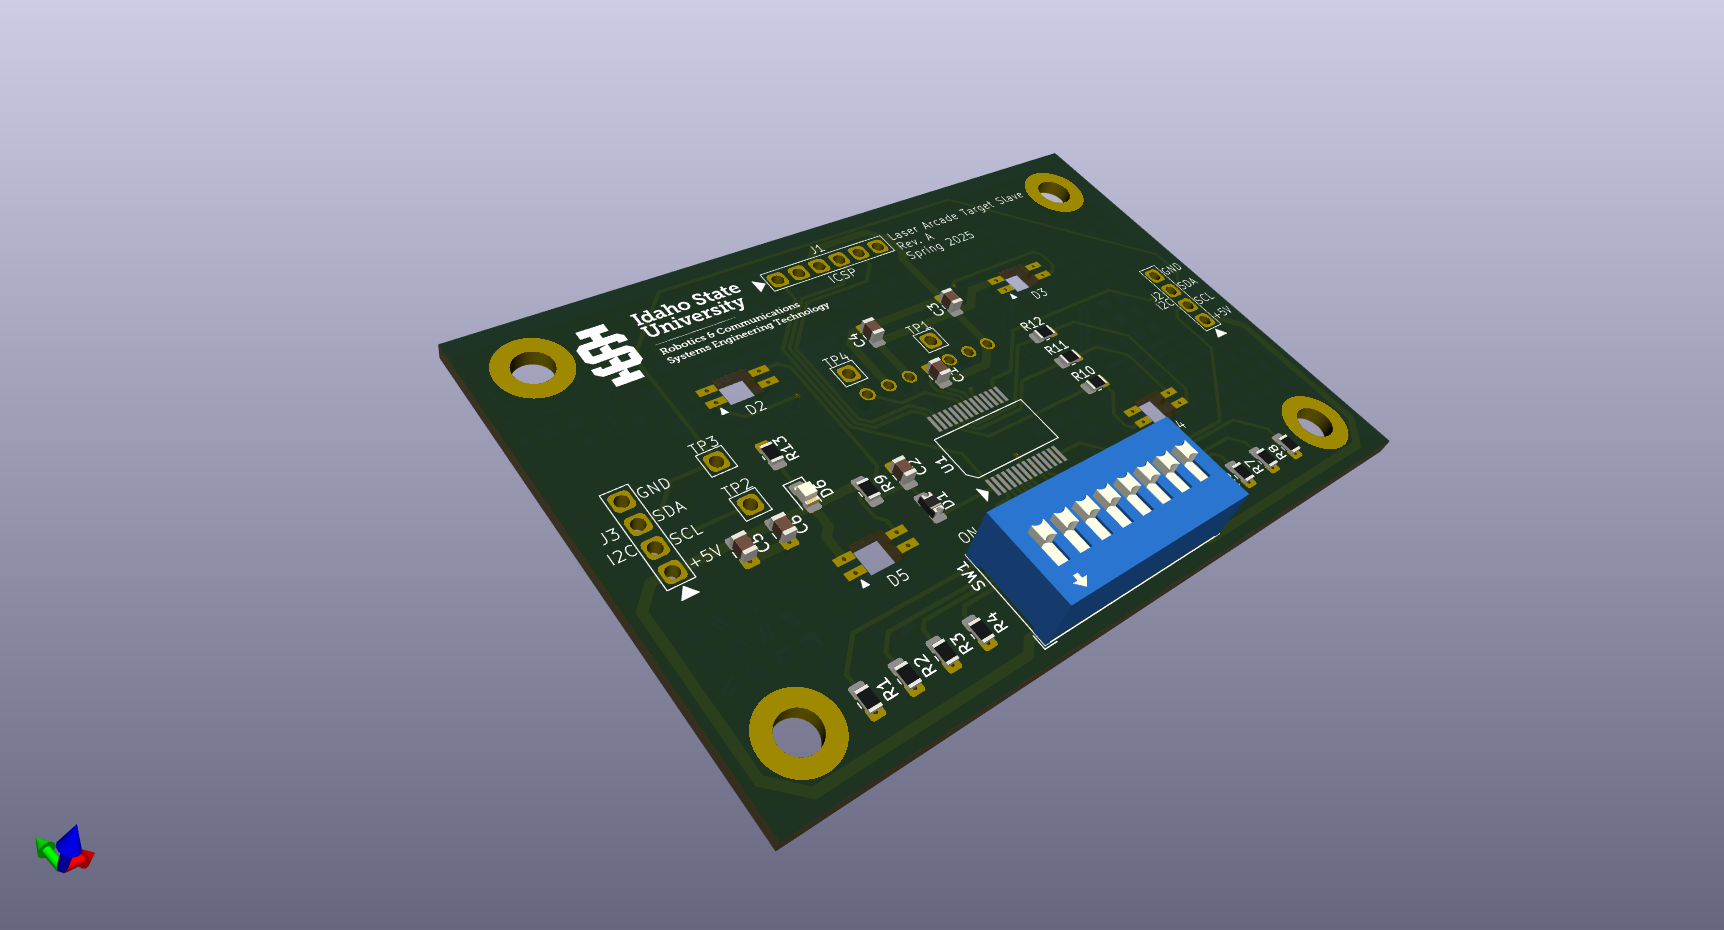 Laser Arcade Target Slave
Rev. A
Spring 2025
J1
ICSP
Idaho State
University
Robotics & Communications
Systems Engineering Technology
GND
SDA
SCL
+5V
J2
I2C
D3
C3
C4
TP1
TP4
C1
R12
R11
R10
D2
TP3
R13
TP2
D6
R9
C2
D1
U1
C6
C5
GND
SDA
SCL
+5V
J3
I2C
D5
ON
SW1
R7
R8
R1
R2
R3
R4